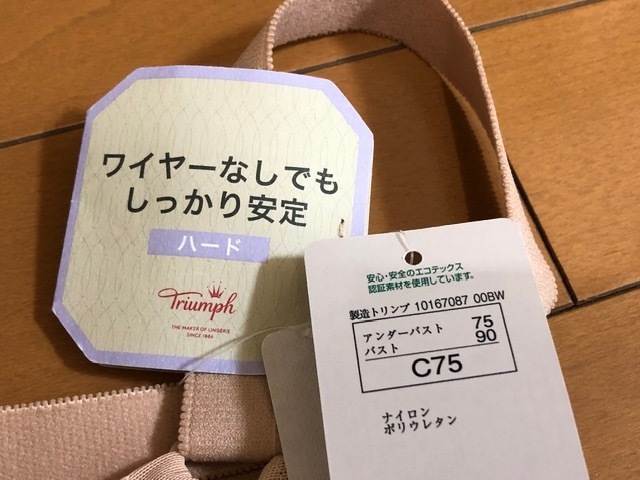 ワイヤーなしでも
しっかり安定
ハード
Triumph
THE MAKER OF LINGERIE
SINCE 1886
安心・安全のエコテックス
認証素材を使用しています。
製造トリンプ 10167087 00BW
アンダーバスト 75
バスト 90
C75
ナイロン
ポリウレタン